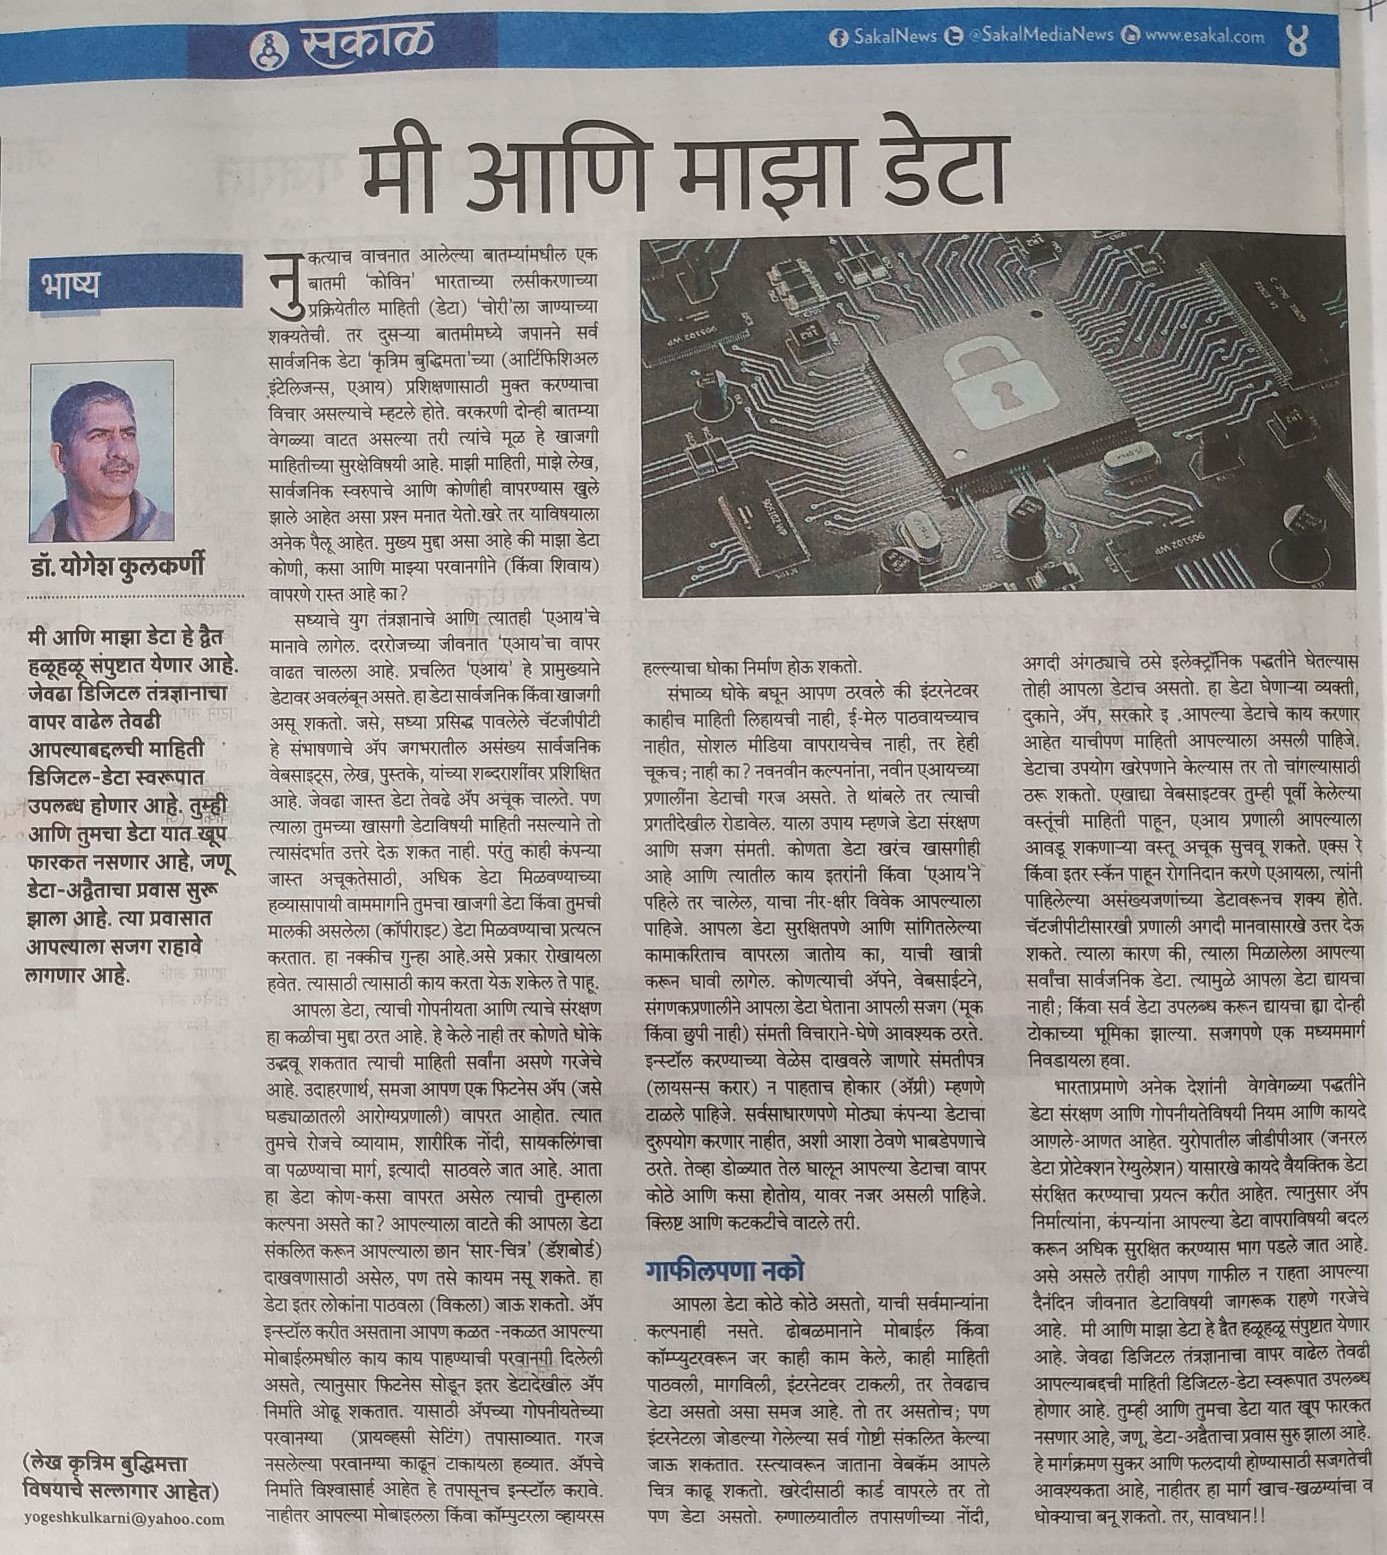 सकाळ
SakalNews @SakalMediaNews www.esakal.com ४
मी आणि माझा डेटा
भाष्य
डॉ. योगेश कुलकर्णी
मी आणि माझा डेटा हे द्वैत
हळूहळू संपुष्टात येणार आहे.
जेवढा डिजिटल तंत्रज्ञानाचा
वापर वाढेल तेवढी
आपल्याबद्दलची माहिती
डिजिटल-डेटा स्वरूपात
उपलब्ध होणार आहे. तुम्ही
आणि तुमचा डेटा यात खूप
फारकत नसणार आहे, जणू
डेटा-अद्वैताचा प्रवास सुरू
झाला आहे. त्या प्रवासात
आपल्याला सजग राहावे
लागणार आहे.
(लेख कृत्रिम बुद्धिमत्ता
विषयाचे सल्लागार आहेत)
yogeshkulkarni@yahoo.com
नुकत्याच वाचनात आलेल्या बातम्यांमधील एक
बातमी 'कोविन' भारताच्या लसीकरणाच्या
प्रक्रियेतील माहिती (डेटा) 'चोरी'ला जाण्याच्या
शक्यतेची. तर दुसऱ्या बातमीमध्ये जपानने सर्व
सार्वजनिक डेटा 'कृत्रिम बुद्धिमता'च्या (आर्टिफिशिअल
इंटेलिजन्स, एआय) प्रशिक्षणासाठी मुक्त करण्याचा
विचार असल्याचे म्हटले होते. वरकरणी दोन्ही बातम्या
वेगळ्या वाटत असल्या तरी त्यांचे मूळ हे खाजगी
माहितीच्या सुरक्षेविषयी आहे. माझी माहिती, माझे लेख,
सार्वजनिक स्वरुपाचे आणि कोणीही वापरण्यास खुले
झाले आहेत असा प्रश्न मनात येतो.खरे तर याविषयाला
अनेक पैलू आहेत. मुख्य मुद्दा असा आहे की माझा डेटा
कोणी, कसा आणि माझ्या परवानगीने (किंवा शिवाय)
वापरणे रास्त आहे का?
सध्याचे युग तंत्रज्ञानाचे आणि त्यातही 'एआय'चे
मानावे लागेल. दररोजच्या जीवनात 'एआय'चा वापर
वाढत चालला आहे. प्रचलित 'एआय' हे प्रामुख्याने
डेटावर अवलंबून असते. हा डेटा सार्वजनिक किंवा खाजगी
असू शकतो. जसे, सध्या प्रसिद्ध पावलेले चॅटजीपीटी
हे संभाषणाचे अ‍ॅप जगभरातील असंख्य सार्वजनिक
वेबसाइट्स, लेख, पुस्तके, यांच्या शब्दराशींवर प्रशिक्षित
आहे. जेवढा जास्त डेटा तेवढे अ‍ॅप अचूक चालते. पण
त्याला तुमच्या खासगी डेटाविषयी माहिती नसल्याने तो
त्यासंदर्भात उत्तरे देऊ शकत नाही. परंतु काही कंपन्या
जास्त अचूकतेसाठी, अधिक डेटा मिळवण्याच्या
हव्यासापायी वाममार्गाने तुमचा खाजगी डेटा किंवा तुमची
मालकी असलेला (कॉपीराइट) डेटा मिळवण्याचा प्रत्यत्न
करतात. हा नक्कीच गुन्हा आहे.असे प्रकार रोखायला
हवेत. त्यासाठी त्यासाठी काय करता येऊ शकेल ते पाहू.
आपला डेटा, त्याची गोपनीयता आणि त्याचे संरक्षण
हा कळीचा मुद्दा ठरत आहे. हे केले नाही तर कोणते धोके
उद्भवू शकतात त्याची माहिती सर्वांना असणे गरजेचे
आहे. उदाहरणार्थ, समजा आपण एक फिटनेस अ‍ॅप (जसे
घड्याळातली आरोग्यप्रणाली) वापरत आहोत. त्यात
तुमचे रोजचे व्यायाम, शारीरिक नोंदी, सायकलिंगचा
वा पळण्याचा मार्ग, इत्यादी साठवले जात आहे. आता
हा डेटा कोण-कसा वापरत असेल त्याची तुम्हाला
कल्पना असते का? आपल्याला वाटते की आपला डेटा
संकलित करून आपल्याला छान 'सार-चित्र' (डॅशबोर्ड)
दाखवणासाठी असेल, पण तसे कायम नसू शकते. हा
डेटा इतर लोकांना पाठवला (विकला) जाऊ शकतो. अ‍ॅप
इन्स्टॉल करीत असताना आपण कळत -नकळत आपल्या
मोबाईलमधील काय काय पाहण्याची परवानगी दिलेली
असते, त्यानुसार फिटनेस सोडून इतर डेटादेखील अ‍ॅप
निर्माते ओढू शकतात. यासाठी अ‍ॅपच्या गोपनीयतेच्या
परवानग्या (प्रायव्हसी सेटिंग) तपासाव्यात. गरज
नसलेल्या परवानग्या काढून टाकायला हव्यात. अ‍ॅपचे
निर्माते विश्वासार्ह आहेत हे तपासूनच इन्स्टॉल करावे.
नाहीतर आपल्या मोबाइलला किंवा कॉम्पुटरला व्हायरस
हल्ल्याचा धोका निर्माण होऊ शकतो.
संभाव्य धोके बघून आपण ठरवले की इंटरनेटवर
काहीच माहिती लिहायची नाही, ई-मेल पाठवायच्याच
नाहीत, सोशल मीडिया वापरायचेच नाही, तर हेही
चूकच; नाही का? नवनवीन कल्पनांना, नवीन एआयच्या
प्रणालींना डेटाची गरज असते. ते थांबले तर त्याची
प्रगतीदेखील रोडावेल. याला उपाय म्हणजे डेटा संरक्षण
आणि सजग संमती. कोणता डेटा खरंच खासगीही
आहे आणि त्यातील काय इतरांनी किंवा 'एआय'ने
पहिले तर चालेल, याचा नीर-क्षीर विवेक आपल्याला
पाहिजे. आपला डेटा सुरक्षितपणे आणि सांगितलेल्या
कामाकरिताच वापरला जातोय का, याची खात्री
करून घावी लागेल. कोणत्याची अ‍ॅपने, वेबसाईटने,
संगणकप्रणालीने आपला डेटा घेताना आपली सजग (मूक
किंवा छुपी नाही) संमती विचाराने-घेणे आवश्यक ठरते.
इन्स्टॉल करण्याच्या वेळेस दाखवले जाणारे संमतीपत्र
(लायसन्स करार) न पाहताच होकार (अ‍ॅग्री) म्हणणे
टाळले पाहिजे. सर्वसाधारणपणे मोठ्या कंपन्या डेटाचा
दुरुपयोग करणार नाहीत, अशी आशा ठेवणे भाबडेपणाचे
ठरते. तेव्हा डोळ्यात तेल घालून आपल्या डेटाचा वापर
कोठे आणि कसा होतोय, यावर नजर असली पाहिजे.
क्लिष्ट आणि कटकटीचे वाटले तरी.
गाफीलपणा नको
आपला डेटा कोठे कोठे असतो, याची सर्वमान्यांना
कल्पनाही नसते. ढोबळमानाने मोबाईल किंवा
कॉम्प्युटरवरून जर काही काम केले, काही माहिती
पाठवली, मागविली, इंटरनेटवर टाकली, तर तेवढाच
डेटा असतो असा समज आहे. तो तर असतोच; पण
इंटरनेटला जोडल्या गेलेल्या सर्व गोष्टी संकलित केल्या
जाऊ शकतात. रस्त्यावरून जाताना वेबकॅम आपले
चित्र काढू शकतो. खरेदीसाठी कार्ड वापरले तर तो
पण डेटा असतो. रुग्णालयातील तपासणीच्या नोंदी,
अगदी अंगठ्याचे ठसे इलेक्ट्रॉनिक पद्धतीने घेतल्यास
तोही आपला डेटाच असतो. हा डेटा घेणाऱ्या व्यक्ती,
दुकाने, अ‍ॅप, सरकारे इ .आपल्या डेटाचे काय करणार
आहेत याचीपण माहिती आपल्याला असली पाहिजे.
डेटाचा उपयोग खरेपणाने केल्यास तर तो चांगल्यासाठी
ठरू शकतो. एखाद्या वेबसाइटवर तुम्ही पूर्वी केलेल्या
वस्तूंची माहिती पाहून, एआय प्रणाली आपल्याला
आवडू शकणाऱ्या वस्तू अचूक सुचवू शकते. एक्स रे
किंवा इतर स्कॅन पाहून रोगनिदान करणे एआयला, त्यांनी
पाहिलेल्या असंख्यजणांच्या डेटावरूनच शक्य होते.
चॅटजीपीटीसारखी प्रणाली अगदी मानवासारखे उत्तर देऊ
शकते. त्याला कारण की, त्याला मिळालेला आपल्या
सर्वांचा सार्वजनिक डेटा. त्यामुळे आपला डेटा द्यायचा
नाही; किंवा सर्व डेटा उपलब्ध करून द्यायचा ह्या दोन्ही
टोकाच्या भूमिका झाल्या. सजगपणे एक मध्यममार्ग
निवडायला हवा.
भारताप्रमाणे अनेक देशांनी वेगवेगळ्या पद्धतीने
डेटा संरक्षण आणि गोपनीयतेविषयी नियम आणि कायदे
आणले-आणत आहेत. युरोपातील जीडीपीआर (जनरल
डेटा प्रोटेक्शन रेग्युलेशन) यासारखे कायदे वैयक्तिक डेटा
संरक्षित करण्याचा प्रयत्न करीत आहेत. त्यानुसार अ‍ॅप
निर्मात्यांना, कंपन्यांना आपल्या डेटा वापराविषयी बदल
करून अधिक सुरक्षित करण्यास भाग पडले जात आहे.
असे असले तरीही आपण गाफील न राहता आपल्या
दैनंदिन जीवनात डेटाविषयी जागरूक राहणे गरजेचे
आहे. मी आणि माझा डेटा हे द्वैत हळूहळू संपुष्टात येणार
आहे. जेवढा डिजिटल तंत्रज्ञानाचा वापर वाढेल तेवढी
आपल्याबद्दची माहिती डिजिटल-डेटा स्वरूपात उपलब्ध
होणार आहे. तुम्ही आणि तुमचा डेटा यात खूप फारकत
नसणार आहे, जणू, डेटा-अद्वैताचा प्रवास सुरु झाला आहे.
हे मार्गक्रमण सुकर आणि फलदायी होण्यासाठी सजगतेची
आवश्यकता आहे, नाहीतर हा मार्ग खाच-खळग्यांचा व
धोक्याचा बनू शकतो. तर, सावधान!!